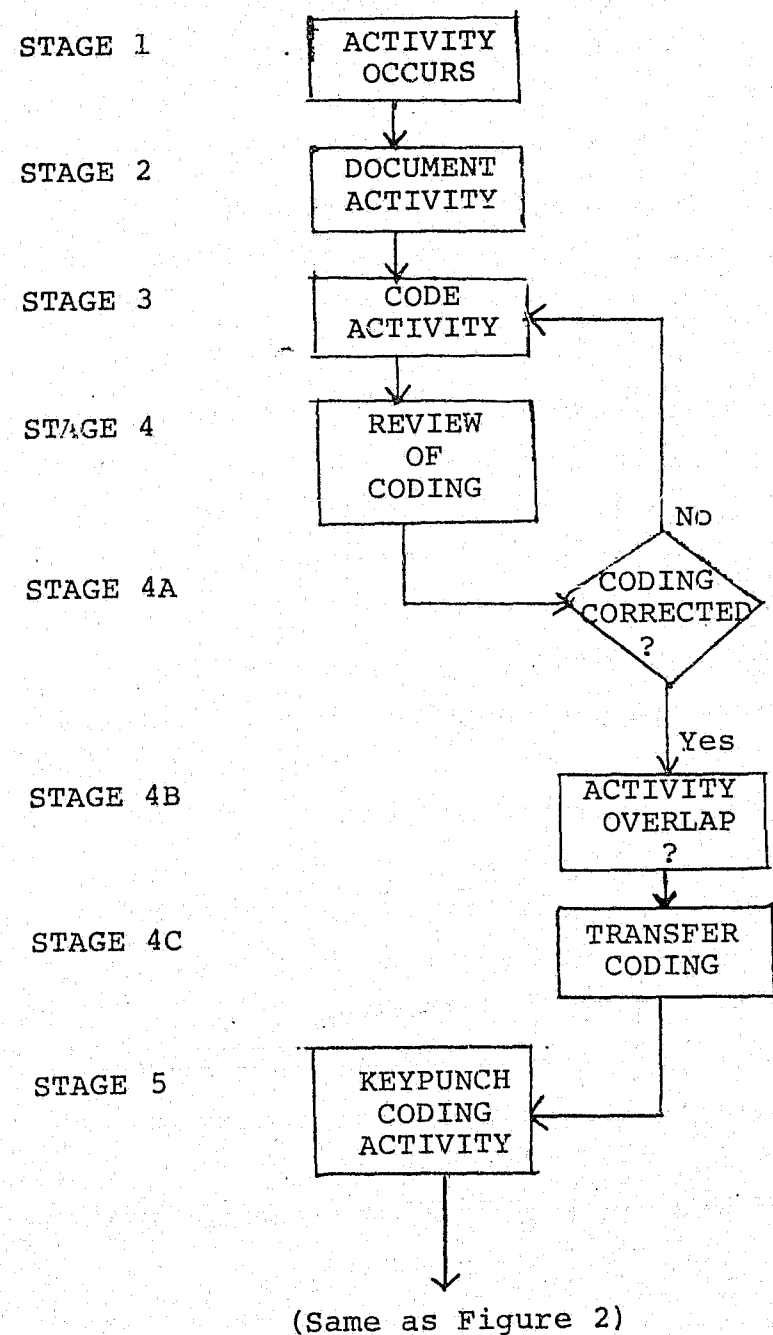 STAGE 1
ACTIVITY
OCCURS
STAGE 2
DOCUMENT
ACTIVITY
STAGE 3
CODE
ACTIVITY
STAGE 4
REVIEW
OF
CODING
No
STAGE 4A
CODING
CORRECTED
?
Yes
STAGE 4B
ACTIVITY
OVERLAP
?
STAGE 4C
TRANSFER
CODING
STAGE 5
KEYPUNCH
CODING
ACTIVITY
(Same as Figure 2)